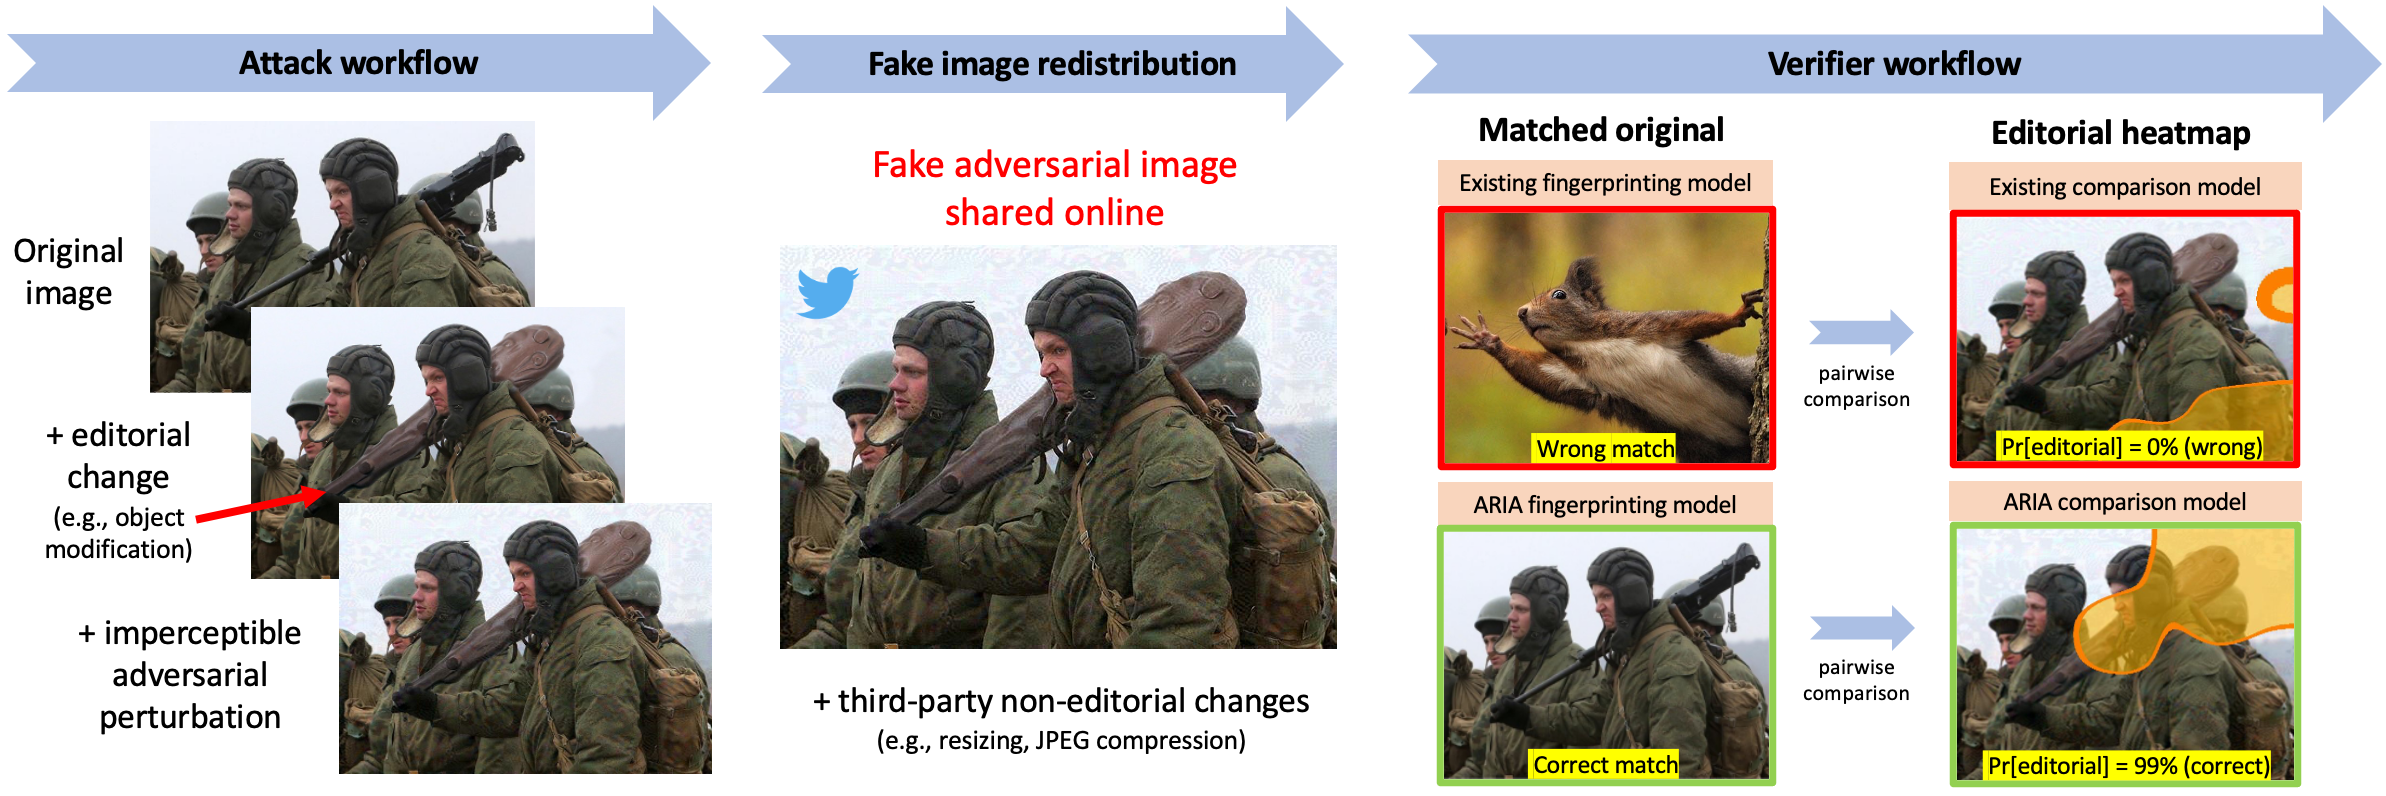 Attack workflow
Original
image
+ editorial
change
(e.g., object
modification)
+ imperceptible
adversarial
perturbation
Fake image redistribution
Fake adversarial image
shared online
+ third-party non-editorial changes
(e.g., resizing, JPEG compression)
Verifier workflow
Matched original
Editorial heatmap
Existing fingerprinting model
Wrong match
pairwise
comparison
Existing comparison model
Pr[editorial] = 0% (wrong)
ARIA fingerprinting model
Correct match
pairwise
comparison
ARIA comparison model
Pr[editorial] = 99% (correct)